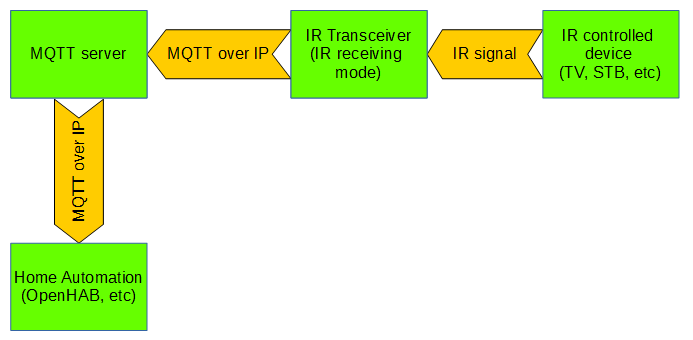 MQTT server
MQTT over IP
IR Transceiver
(IR receiving
mode)
IR signal
IR controlled
device
(TV, STB, etc)
MQTT over IP
Home Automation
(OpenHAB, etc)